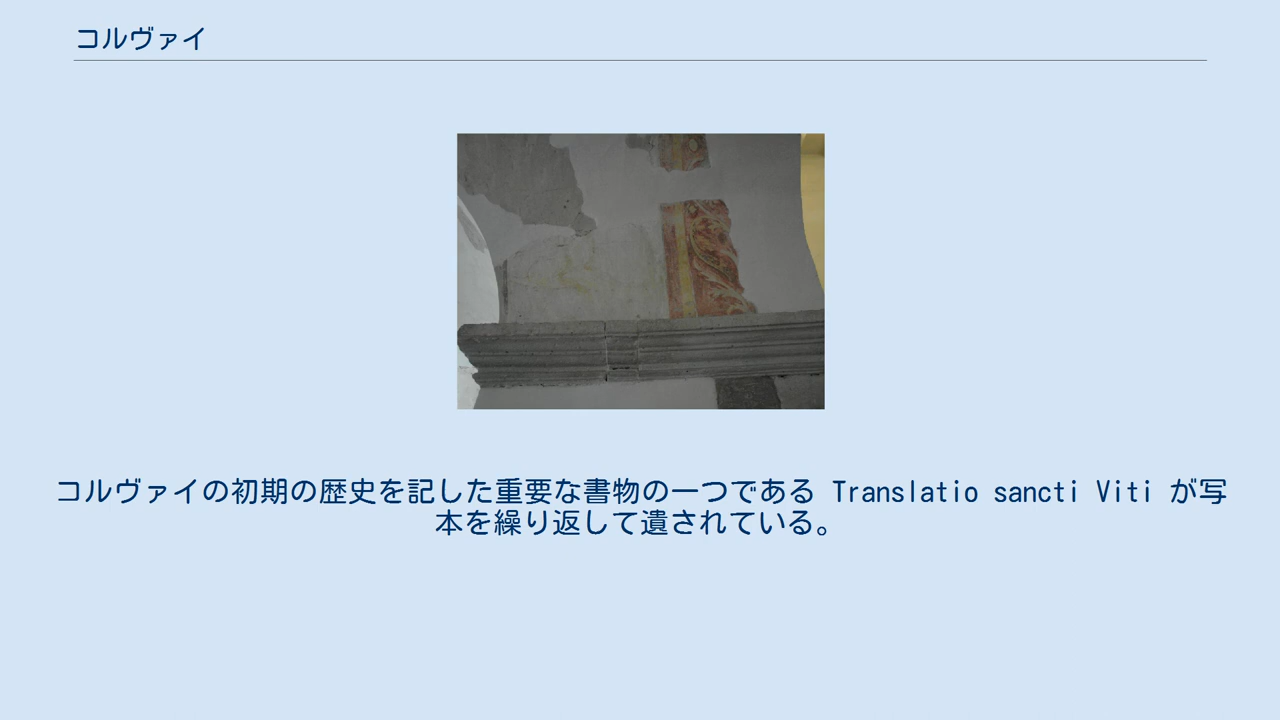 コルヴァイ
コルヴァイの初期の歴史を記した重要な書物の一つである Translatio sancti Viti が写
本を繰り返して遺されている。